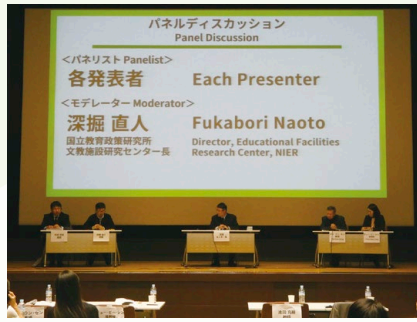 パネルディスカッション
Panel Discussion
＜パネリスト Panelist＞
各発表者 Each Presenter
＜モデレーター Moderator＞
深掘 直人 Fukabori Naoto
国立教育政策研究所 Director, Educational Facilities
文教施設研究センター長 Research Center, NIER